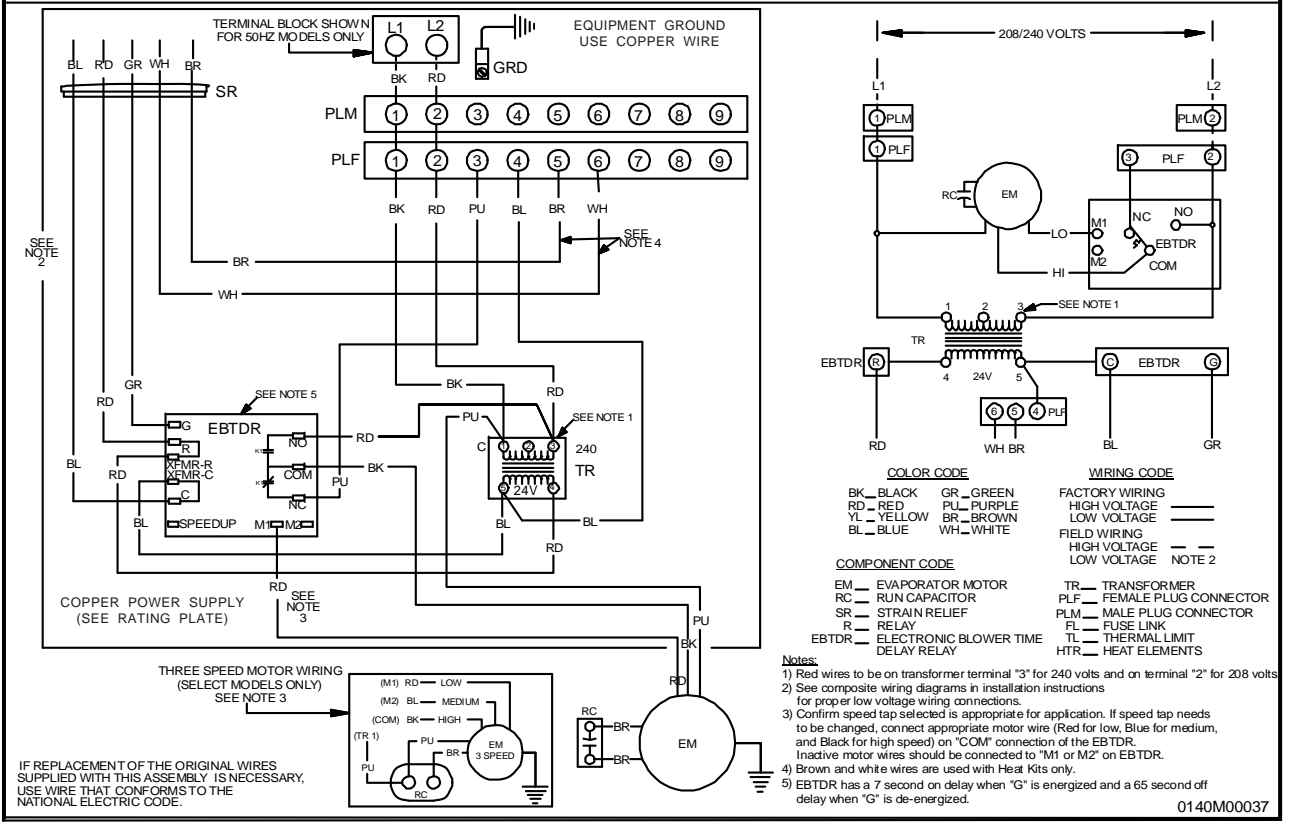 TERMINAL BLOCK SHOWN
FOR 50HZ MODELS ONLY
L1 L2
EQUIPMENT GROUND
USE COPPER WIRE
GRD
BK RD
BL RD GR WH BR
SR
PLM 1 2 3 4 5 6 7 8 9
PLF 1 2 3 4 5 6 7 8 9
BK RD PU BL BR WH
SEE
NOTE 2
SEE
NOTE 4
BR
WH
GR
RD
BL
RD
BL
SEE NOTE 5
EBTDR
G
R
XFMR-R
XFMR-C
C
SPEEDUP
M1 M2
K1
K1
NO
COM
NC
RD
BK
PU
BK
PU
RD
SEE NOTE 1
C 1 2 3 240
TR
24V
5 4
BL
BL
RD
RD
SEE
NOTE
3
COPPER POWER SUPPLY
(SEE RATING PLATE)
PU
BK
RD
THREE SPEED MOTOR WIRING
(SELECT MODELS ONLY)
SEE NOTE 3
(M1) RD LOW
(M2) BL MEDIUM
(COM) BK HIGH
(TR 1)
PU
BR
EM
3 SPEED
PU
RC
RC
BR
BR
EM
IF REPLACEMENT OF THE ORIGINAL WIRES
SUPPLIED WITH THIS ASSEMBLY IS NECESSARY,
USE WIRE THAT CONFORMS TO THE
NATIONAL ELECTRIC CODE.
208/240 VOLTS
L1 L2
1 PLM
PLM 2
1 PLF
3 PLF 2
RC
EM
LO
HI
M1
M2
NC
NO
EBTDR
COM
1 2 3
SEE NOTE 1
TR
EBTDR R
4 24V 5
C EBTDR G
6 5 4 PLF
RD
WH BR
BL
GR
COLOR CODE
BK BLACK GR GREEN
RD RED PU PURPLE
YL YELLOW BR BROWN
BL BLUE WH WHITE
WIRING CODE
FACTORY WIRING
HIGH VOLTAGE
LOW VOLTAGE
FIELD WIRING
HIGH VOLTAGE
LOW VOLTAGE NOTE 2
COMPONENT CODE
EM EVAPORATOR MOTOR
RC RUN CAPACITOR
SR STRAIN RELIEF
R RELAY
EBTDR ELECTRONIC BLOWER TIME
DELAY RELAY
TR TRANSFORMER
PLF FEMALE PLUG CONNECTOR
PLM MALE PLUG CONNECTOR
FL FUSE LINK
TL THERMAL LIMIT
HTR HEAT ELEMENTS
Notes:
1) Red wires to be on transformer terminal "3" for 240 volts and on terminal "2" for 208 volts
2) See composite wiring diagrams in installation instructions
for proper low voltage wiring connections.
3) Confirm speed tap selected is appropriate for application. If speed tap needs
to be changed, connect appropriate motor wire (Red for low, Blue for medium,
and Black for high speed) on "COM" connection of the EBTDR.
Inactive motor wires should be connected to "M1 or M2" on EBTDR.
4) Brown and white wires are used with Heat Kits only.
5) EBTDR has a 7 second on delay when "G" is energized and a 65 second off
delay when "G" is de-energized.
0140M00037